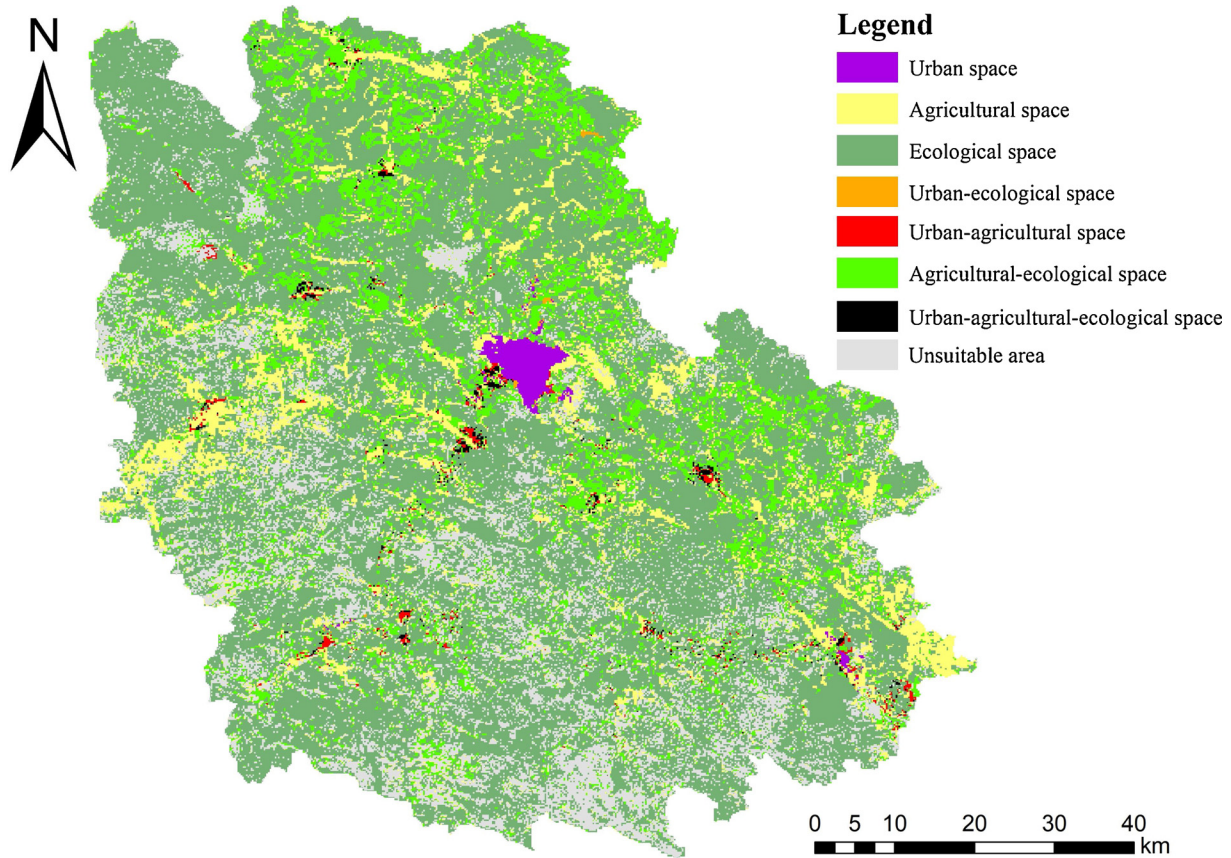 N
Legend
Urban space
Agricultural space
Ecological space
Urban-ecological space
Urban-agricultural space
Agricultural-ecological space
Urban-agricultural-ecological space
Unsuitable area
0 5 10 20 30 40
km